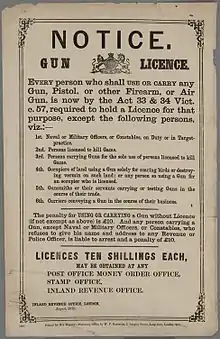 NOTICE.
GUN LICENCE.
EVERY person who shall USE OR CARRY any
Gun, Pistol, or other Firearm, or Air
Gun, is now by the Act 33 & 34 Vict.
c. 57, required to hold a Licence for that
purpose, except the following persons,
viz.:—
1st. Naval or Military Officers, or Constables, on Duty or in Target-
practice.
2nd. Persons licensed to kill Game.
3rd. Persons carrying Guns for the sole use of persons licensed to kill
Game.
4th. Occupiers of land using a Gun solely for scaring birds or destroy-
ing vermin on such land; or any person so using a Gun for
an occupier who is licensed.
5th. Gunsmiths or their servants carrying or testing Guns in the
course of their trade.
6th. Carriers conveying a Gun in the course of their business.
The penalty for USING OR CARRYING a Gun without Licence
if not exempt as above is £10. And any person carrying a
Gun, except Naval or Military Officers, or Constables, who
refuses to give his name and address to any Revenue or
Police Officer, is liable to arrest and a penalty of £10.
LICENCES TEN SHILLINGS EACH,
MAY BE OBTAINED AT ANY
POST OFFICE MONEY ORDER OFFICE,
STAMP OFFICE,
INLAND REVENUE OFFICE.
INLAND REVENUE OFFICE, LONDON,
August,